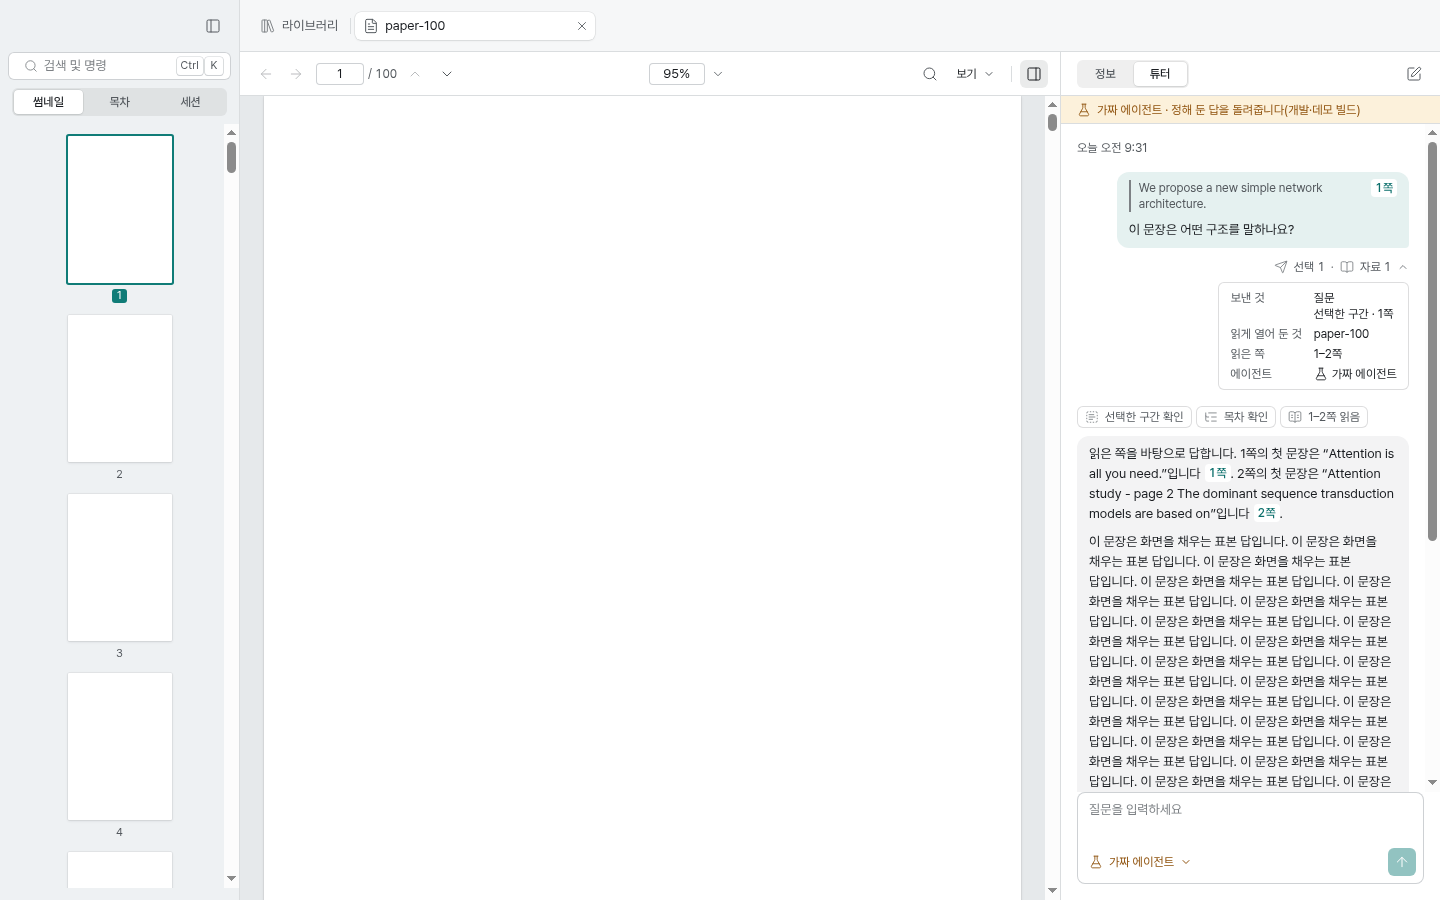 라이브러리
paper-100
검색 및 명령
Ctrl
K
썸네일
목차
세션
1
2
3
4
1
/ 100
95%
보기
정보
튜터
가짜 에이전트 · 정해 둔 답을 돌려줍니다(개발·데모 빌드)
오늘 오전 9:31
We propose a new simple network
architecture.
1쪽
이 문장은 어떤 구조를 말하나요?
선택 1 · 자료 1
보낸 것 질문
선택한 구간 · 1쪽
읽게 열어 둔 것 paper-100
읽은 쪽 1–2쪽
에이전트 가짜 에이전트
선택한 구간 확인
목차 확인
1–2쪽 읽음
읽은 쪽을 바탕으로 답합니다. 1쪽의 첫 문장은 “Attention is
all you need.”입니다 1쪽 . 2쪽의 첫 문장은 “Attention
study - page 2 The dominant sequence transduction
models are based on”입니다 2쪽 .
이 문장은 화면을 채우는 표본 답입니다. 이 문장은 화면을
채우는 표본 답입니다. 이 문장은 화면을 채우는 표본
답입니다. 이 문장은 화면을 채우는 표본 답입니다. 이 문장은
화면을 채우는 표본 답입니다. 이 문장은 화면을 채우는 표본
답입니다. 이 문장은 화면을 채우는 표본 답입니다. 이 문장은
화면을 채우는 표본 답입니다. 이 문장은 화면을 채우는 표본
답입니다. 이 문장은 화면을 채우는 표본 답입니다. 이 문장은
화면을 채우는 표본 답입니다. 이 문장은 화면을 채우는 표본
답입니다. 이 문장은 화면을 채우는 표본 답입니다. 이 문장은
화면을 채우는 표본 답입니다. 이 문장은 화면을 채우는 표본
답입니다. 이 문장은 화면을 채우는 표본 답입니다. 이 문장은
화면을 채우는 표본 답입니다. 이 문장은 화면을 채우는 표본
답입니다. 이 문장은 화면을 채우는 표본 답입니다. 이 문장은
질문을 입력하세요
가짜 에이전트